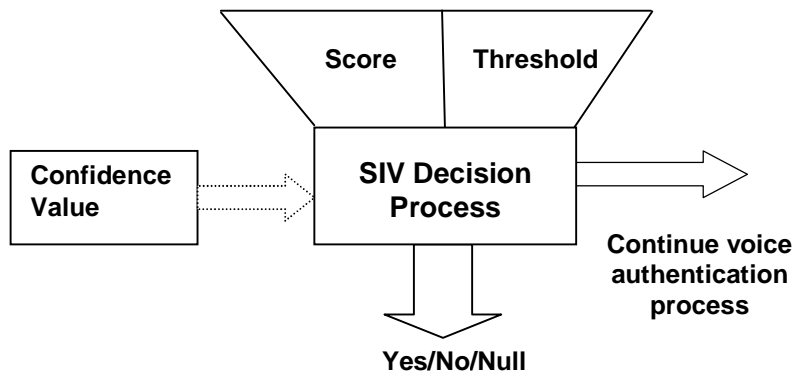 Score
Threshold
Confidence
Value
SIV Decision
Process
Continue voice
authentication
process
Yes/No/Null